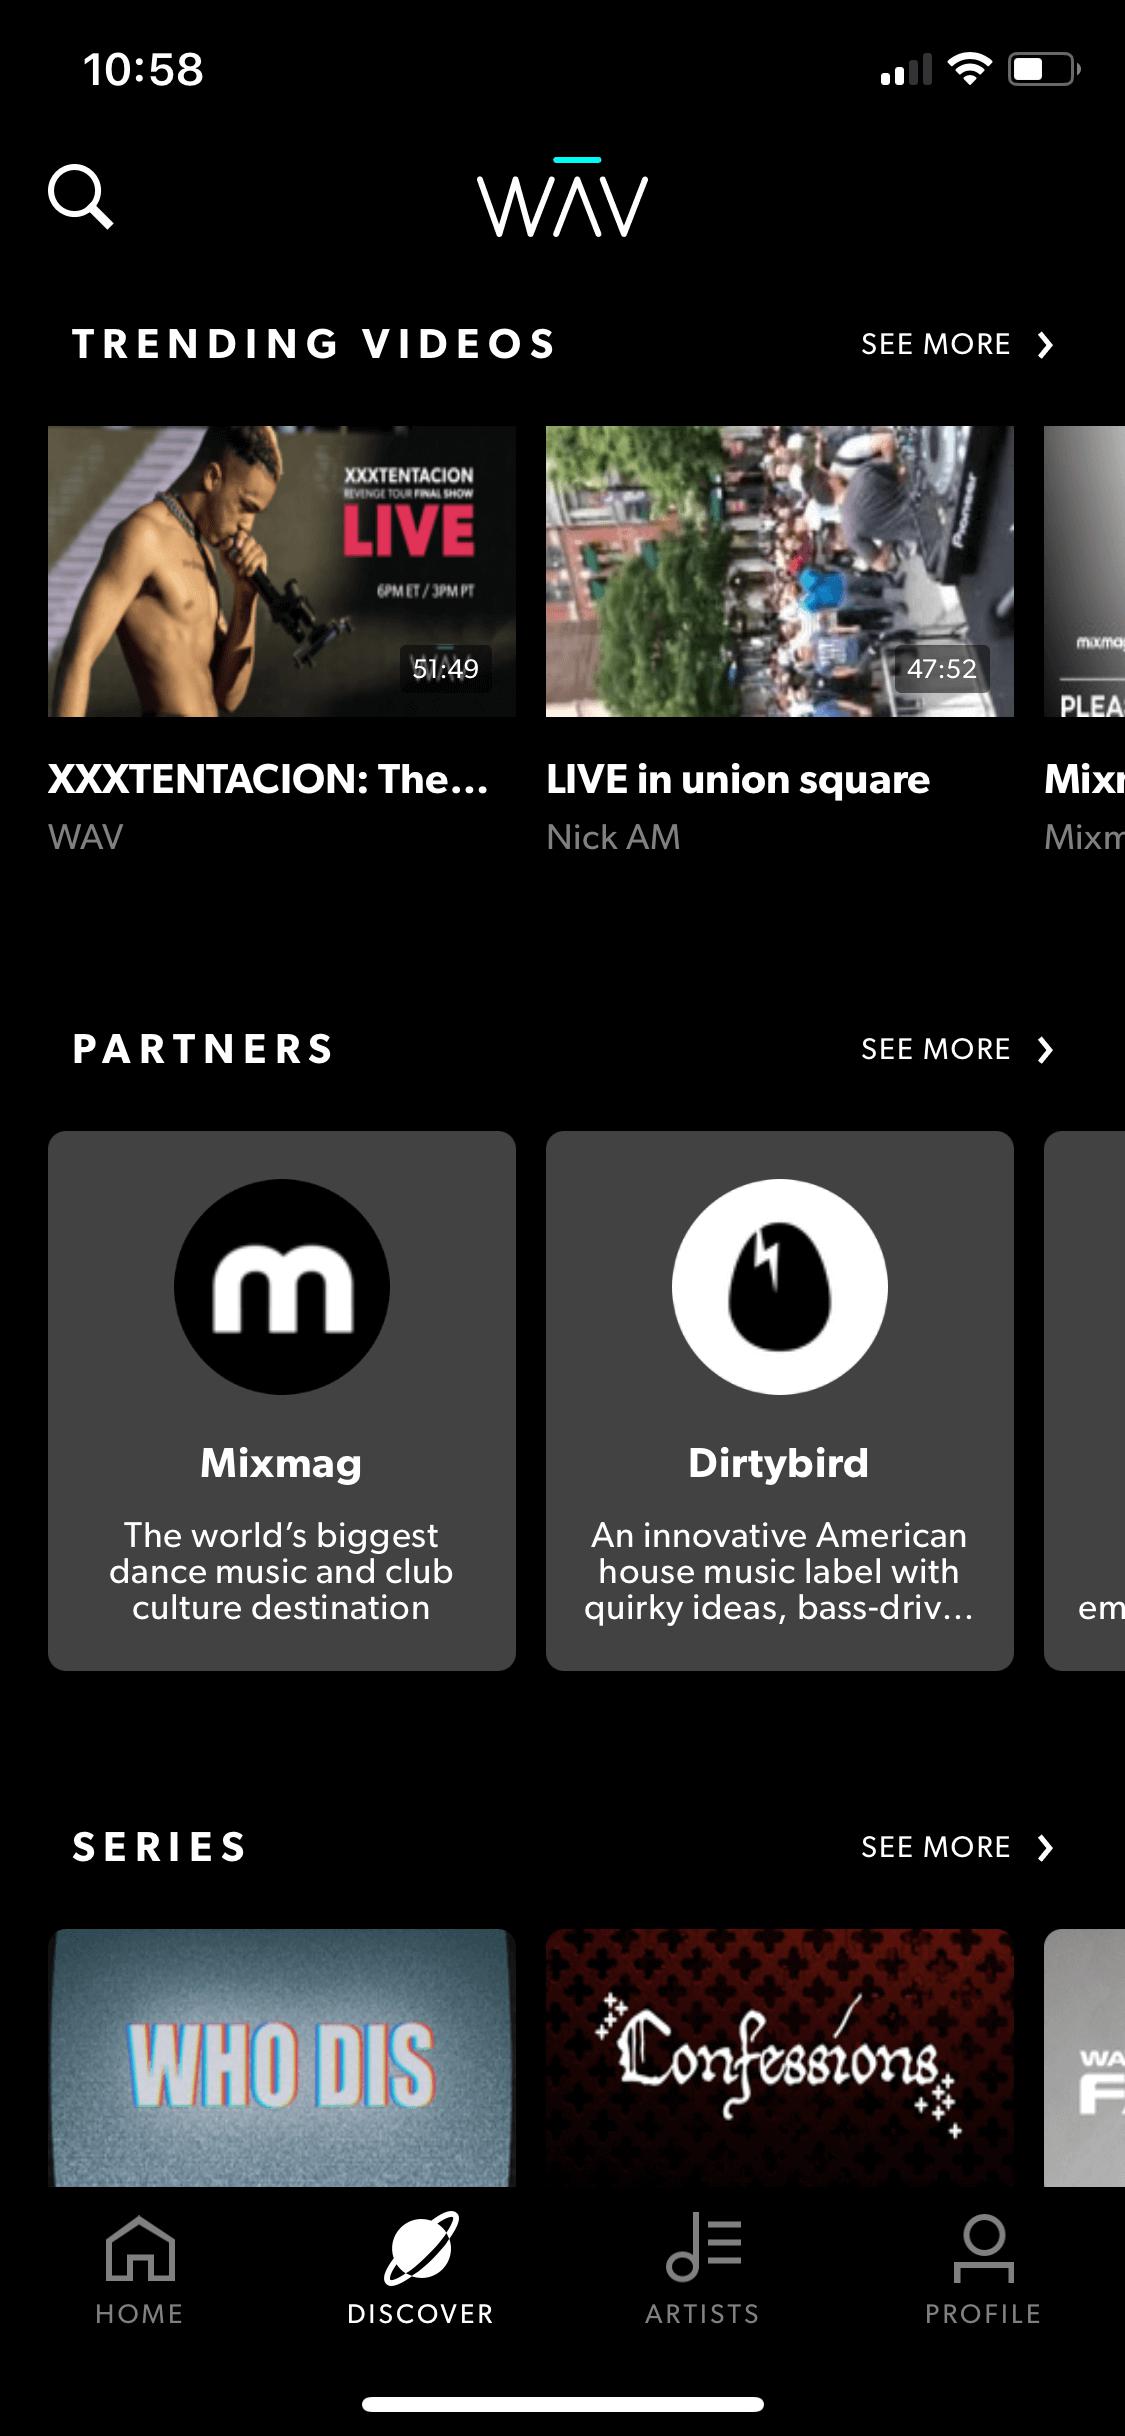 10:58
WAV
TRENDING VIDEOS
SEE MORE
XXXTENTACION
REVENGE TOUR FINAL SHOW
LIVE
6PM ET / 3PM PT
51:49
Pioneer
47:52
PLEA
XXXTENTACION: The...
WAV
LIVE in union square
Nick AM
PARTNERS
SEE MORE
m
Mixmag
The world’s biggest
dance music and club
culture destination
Dirtybird
An innovative American
house music label with
quirky ideas, bass-driv...
em
SERIES
SEE MORE
WHO DIS
Confessions
WA
HOME
DISCOVER
ARTISTS
PROFILE